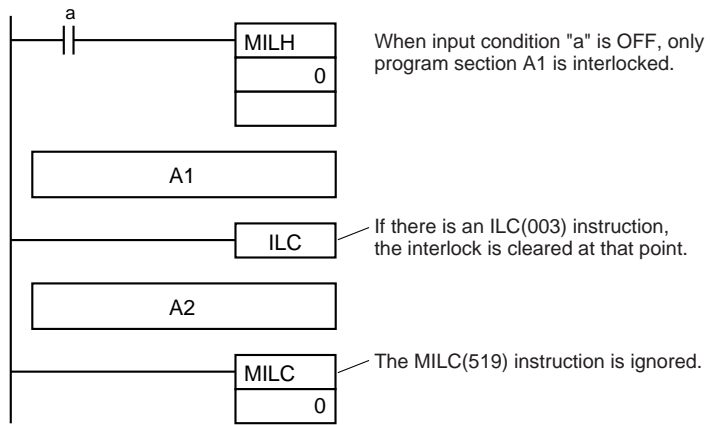 a
MILH
When input condition "a" is OFF, only
0
program section A1 is interlocked.
A1
ILC
If there is an ILC(003) instruction,
the interlock is cleared at that point.
A2
MILC
The MILC(519) instruction is ignored.
0